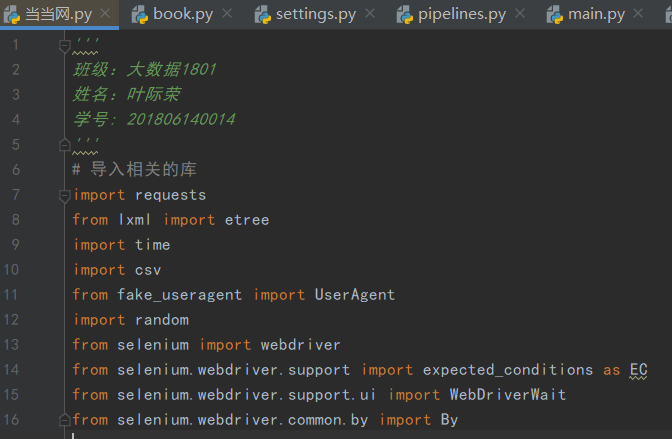 当当网.py × book.py × settings.py × pipelines.py × main.py ×
1 '''
2 班级：大数据1801
3 姓名：叶际荣
4 学号：201806140014
5 '''
6 # 导入相关的库
7 import requests
8 from lxml import etree
9 import time
10 import csv
11 from fake_useragent import UserAgent
12 import random
13 from selenium import webdriver
14 from selenium.webdriver.support import expected_conditions as EC
15 from selenium.webdriver.support.ui import WebDriverWait
16 from selenium.webdriver.common.by import By